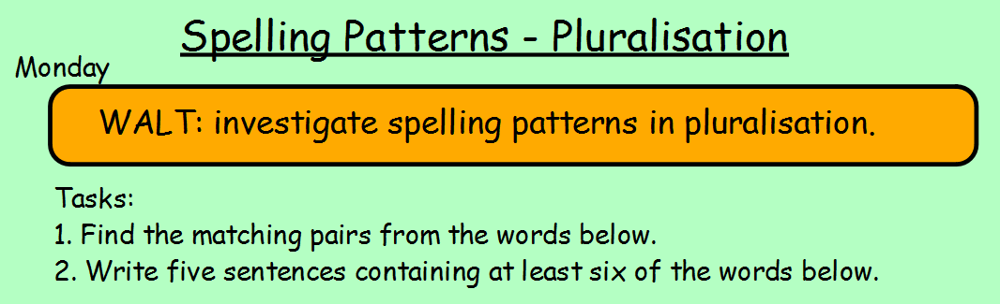 Spelling Patterns - Pluralisation
Monday
WALT: investigate spelling patterns in pluralisation.
Tasks:
1. Find the matching pairs from the words below.
2. Write five sentences containing at least six of the words below.